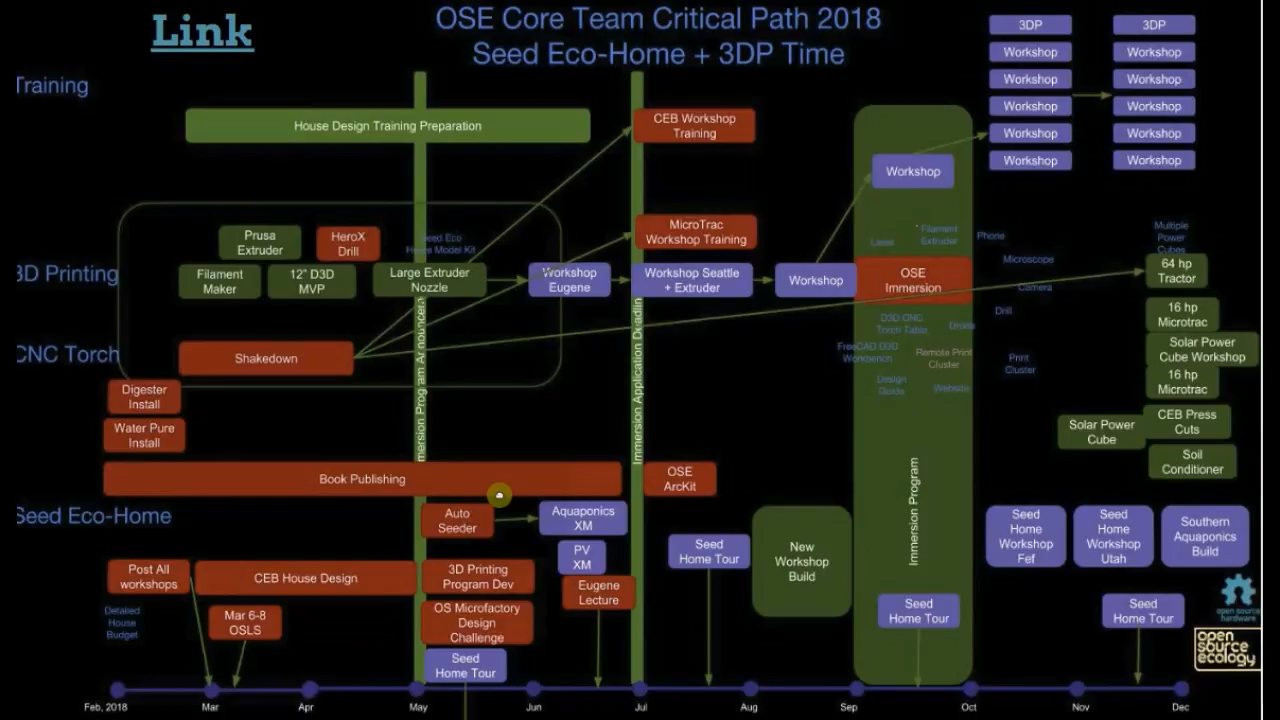 Link
OSE Core Team Critical Path 2018
Seed Eco-Home + 3DP Time
3DP
3DP
Workshop
Workshop
Workshop
Workshop
Workshop
Workshop
Workshop
Workshop
Workshop
Workshop
Training
House Design Training Preparation
CEB Workshop
Training
Workshop
Prusa
Extruder
HeroX
Drill
Seed Eco
Home Model Kit
MicroTrac
Workshop Training
Laser
Filament
Extruder
Phone
Multiple
Power
Cubes
3D Printing
Filament
Maker
12" D3D
MVP
Large Extruder
Nozzle
Workshop
Eugene
Workshop Seattle
+ Extruder
Workshop
OSE
Immersion
Microscope
Camera
64 hp
Tractor
D3D CNC
Torch Table
Drone
Drill
16 hp
Microtrac
CNC Torch
Shakedown
FreeCAD D3D
Workbench
Remote Print
Cluster
Print
Cluster
Solar Power
Cube Workshop
Design
Guide
Website
16 hp
Microtrac
Digester
Install
Water Pure
Install
Solar Power
Cube
CEB Press
Cuts
Soil
Conditioner
Immersion Application Deadlin
Immersion Program
Book Publishing
OSE
ArcKit
Seed Eco-Home
Auto
Seeder
Aquaponics
XM
PV
XM
Seed
Home Tour
New
Workshop
Build
Seed
Home
Workshop
Fef
Seed
Home
Workshop
Utah
Southern
Aquaponics
Build
Post All
workshops
CEB House Design
3D Printing
Program Dev
Eugene
Lecture
Detailed
House
Budget
Mar 6-8
OSLS
OS Microfactory
Design
Challenge
Seed
Home Tour
Seed
Home Tour
Seed
Home Tour
open source
hardware
open
source
ecology
Feb, 2018
Mar
Apr
May
Jun
Jul
Aug
Sep
Oct
Nov
Dec